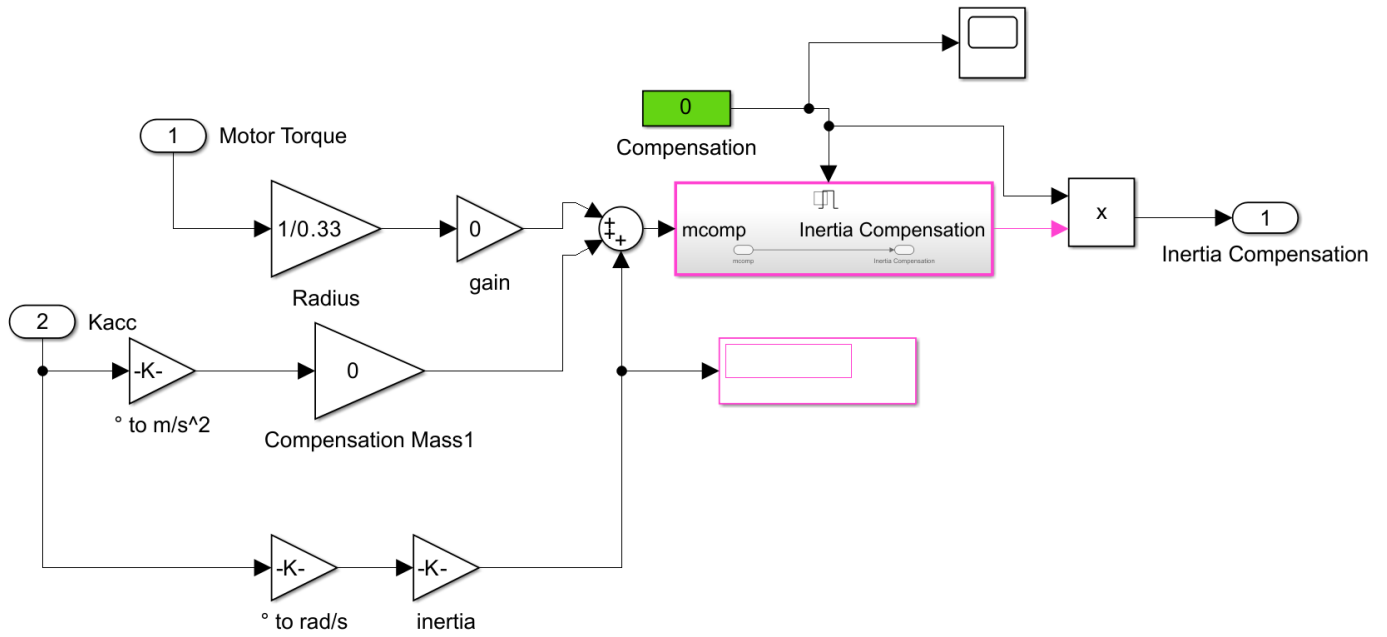 0
Compensation
1
Motor Torque
1/0.33
Radius
0
gain
mcomp
Inertia Compensation
mcomp
Inertia Compensation
x
1
Inertia Compensation
2
Kacc
-K-
° to m/s^2
0
Compensation Mass1
-K-
° to rad/s
-K-
inertia